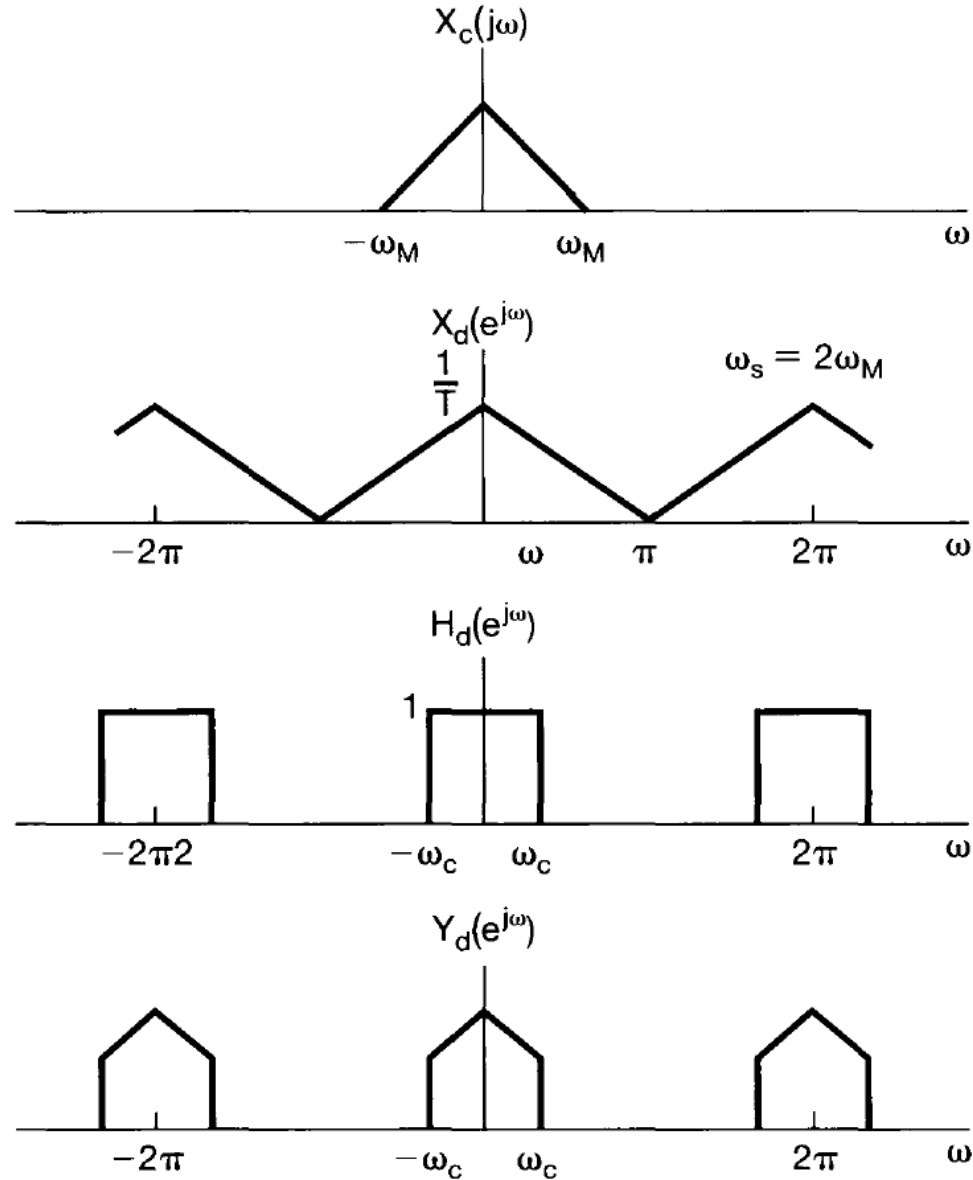 X_c(jω)
-ω_M ω_M ω
X_d(e^{jω})
1/T
ω_s = 2ω_M
-2π ω π 2π ω
H_d(e^{jω})
1
-2π2 -ω_c ω_c 2π ω
Y_d(e^{jω})
-2π -ω_c ω_c 2π ω